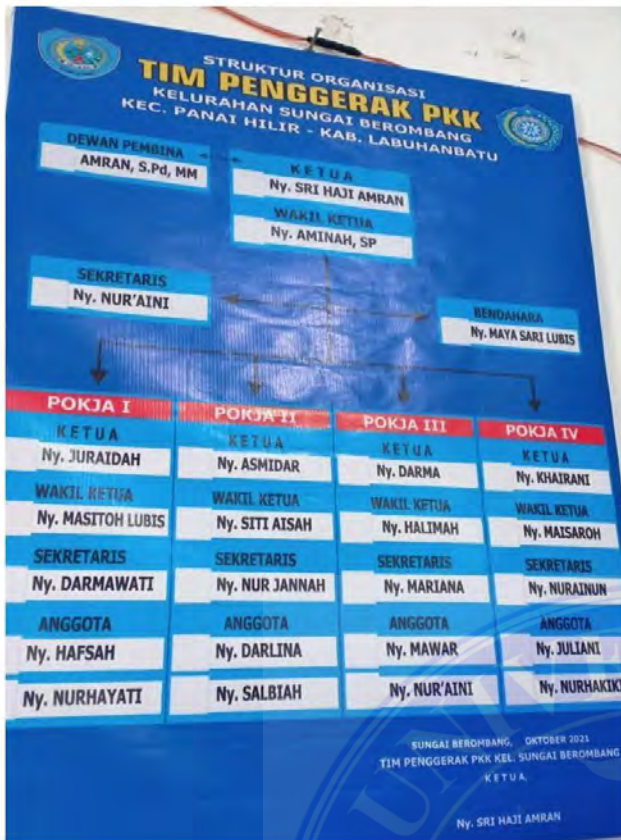 STRUKTUR ORGANISASI
TIM PENGGERAK PKK
KELURAHAN SUNGAI BEROMBANG
KEC. PANAI HILIR - KAB. LABUHANBATU
DEWAN PEMBINA
AMRAN, S.Pd, MM
KETUA
Ny. SRI HAJI AMRAN
WAKIL KETUA
Ny. AMINAH, SP
SEKRETARIS
Ny. NUR'AINI
BENDAHARA
Ny. MAYA SARI LUBIS
POKJA I
KETUA
Ny. JURAIDAH
WAKIL KETUA
Ny. MASITOH LUBIS
SEKRETARIS
Ny. DARMAWATI
ANGGOTA
Ny. HAFSAH
Ny. NURHAYATI
POKJA II
KETUA
Ny. ASMIDAR
WAKIL KETUA
Ny. SITI AISAH
SEKRETARIS
Ny. NUR JANNAH
ANGGOTA
Ny. DARLINA
Ny. SALBIAH
POKJA III
KETUA
Ny. DARMA
WAKIL KETUA
Ny. HALIMAH
SEKRETARIS
Ny. MARIANA
ANGGOTA
Ny. MAWAR
Ny. NUR'AINI
POKJA IV
KETUA
Ny. KHAIRANI
WAKIL KETUA
Ny. MAISAROH
SEKRETARIS
Ny. NURAINUN
ANGGOTA
Ny. JULIANI
Ny. NURHAKIKI
SUNGAI BEROMBANG, OKTOBER 2021
TIM PENGGERAK PKK KEL. SUNGAI BEROMBANG
KETUA,
Ny. SRI HAJI AMRAN